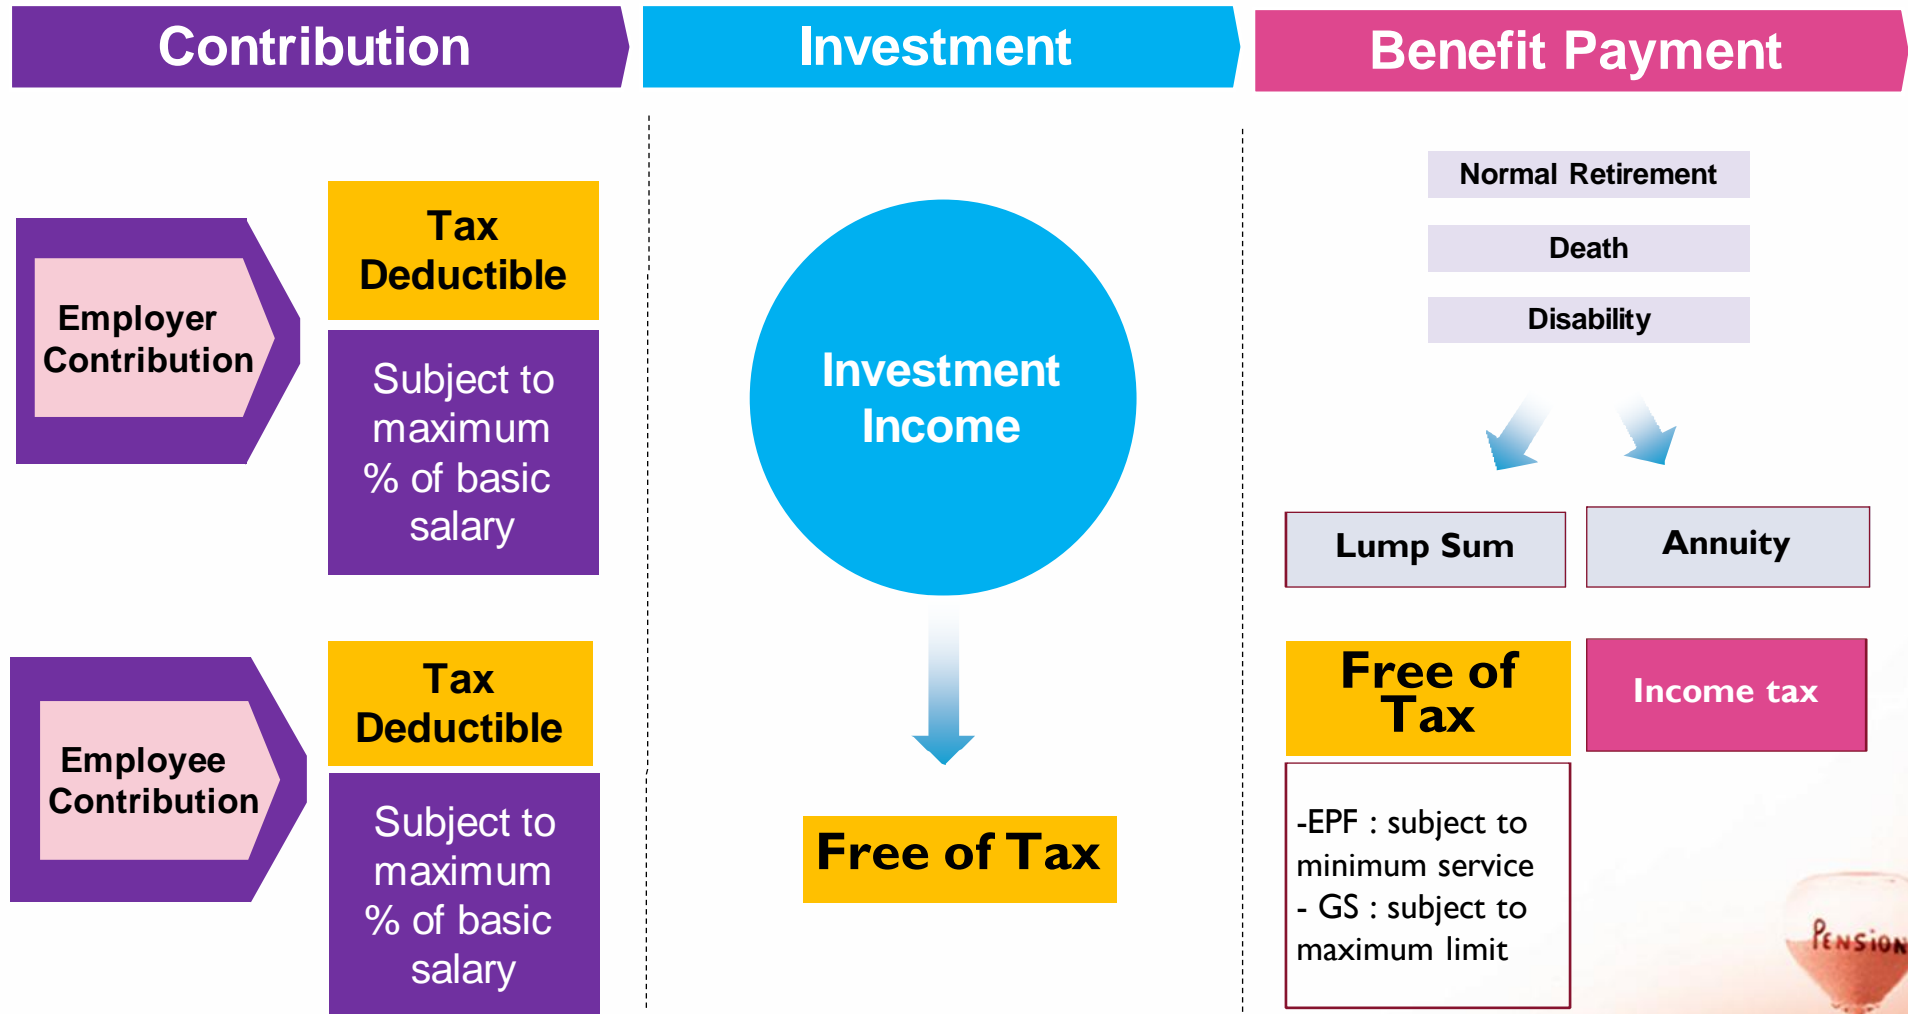 Contribution
Investment
Benefit Payment
Employer
Contribution
Tax
Deductible
Subject to
maximum
% of basic
salary
Employee
Contribution
Tax
Deductible
Subject to
maximum
% of basic
salary
Investment
Income
Free of Tax
Normal Retirement
Death
Disability
Lump Sum
Annuity
Free of
Tax
Income tax
-EPF : subject to
minimum service
- GS : subject to
maximum limit
PENSION